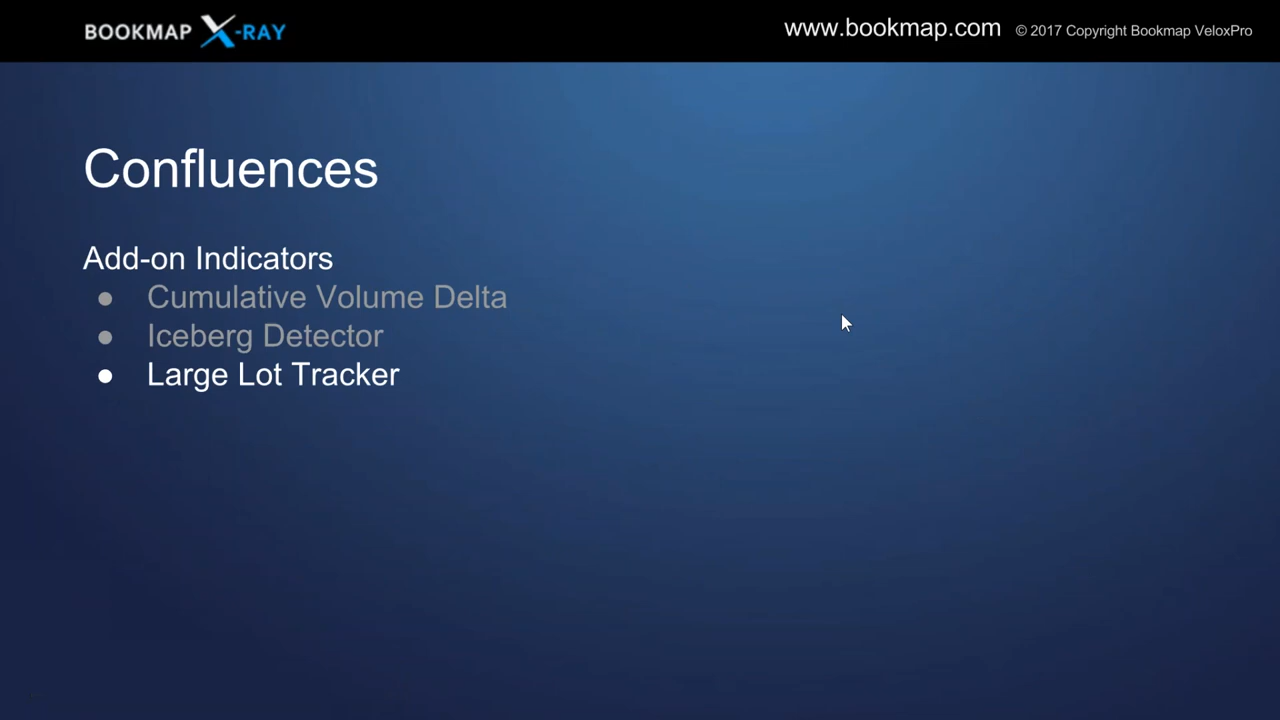 BOOKMAP X-RAY
www.bookmap.com © 2017 Copyright Bookmap VeloxPro
Confluences
Add-on Indicators
● Cumulative Volume Delta
● Iceberg Detector
● Large Lot Tracker